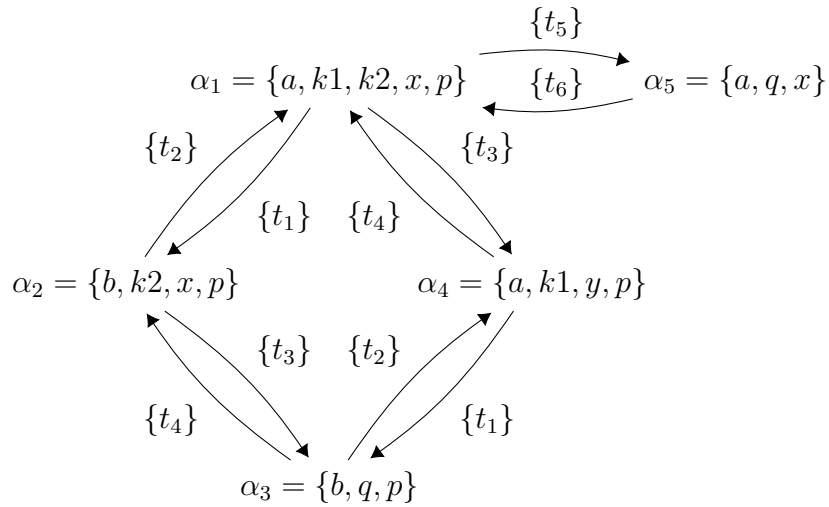 {t₅}
α₁ = {a, k1, k2, x, p}
{t₆}
α₅ = {a, q, x}
{t₂}
{t₃}
{t₁}
{t₄}
α₂ = {b, k2, x, p}
α₄ = {a, k1, y, p}
{t₃}
{t₂}
{t₄}
{t₁}
α₃ = {b, q, p}